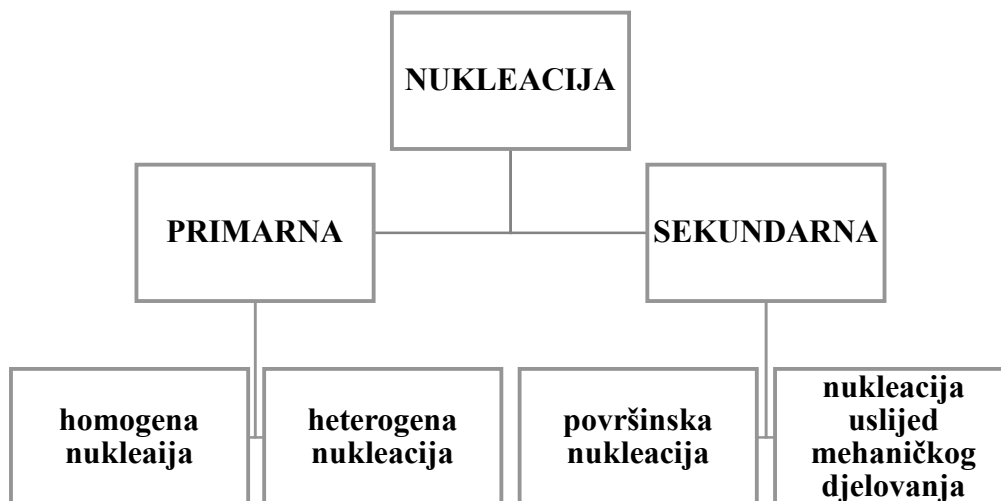 NUKLEACIJA
PRIMARNA
SEKUNDARNA
homogena
nukleaija
heterogena
nukleacija
površinska
nukleacija
nukleacija
uslijed
mehaničkog
djelovanja